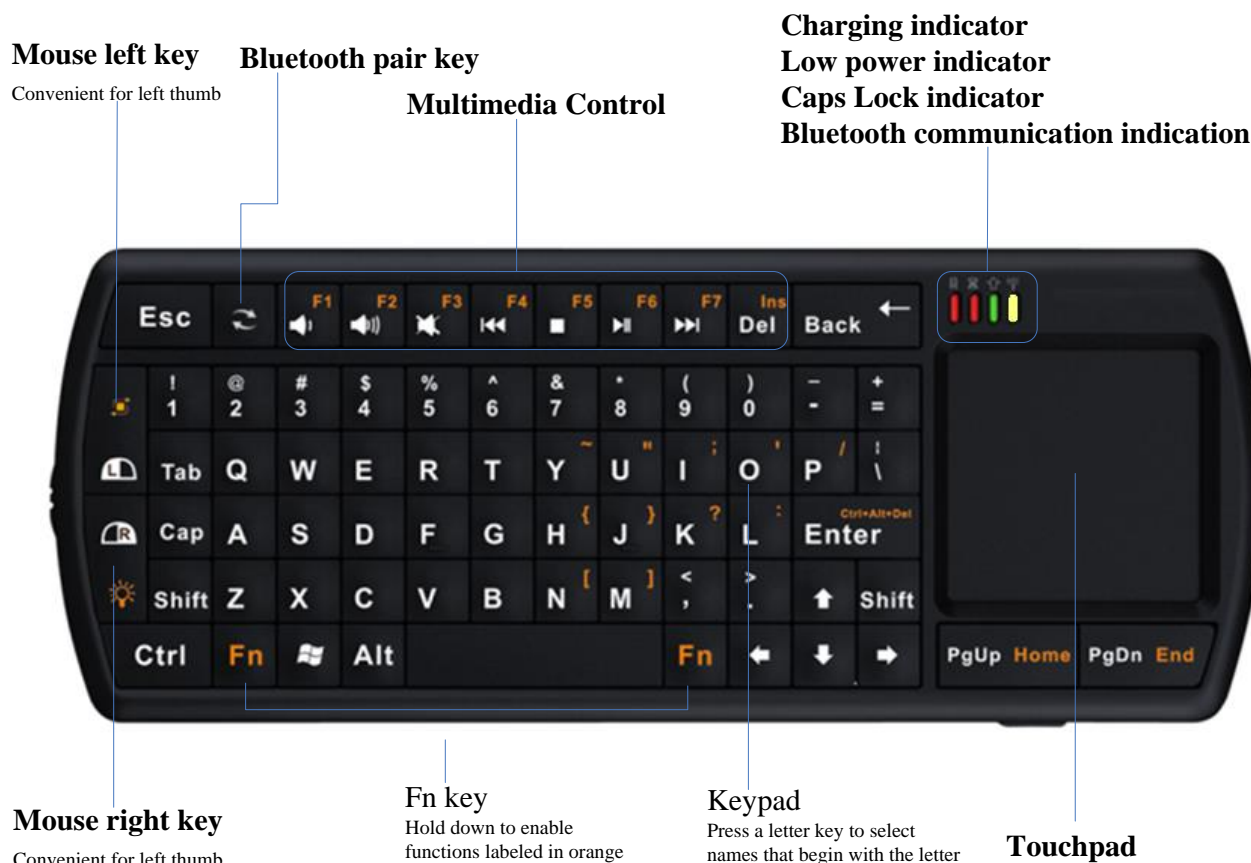 Charging indicator
Low power indicator
Caps Lock indicator
Bluetooth communication indication
Mouse left key
Convenient for left thumb
Bluetooth pair key
Multimedia Control
Esc F1 F2 F3 F4 F5 F6 F7 Ins Del Back
! @ # $ % ^ & * ( ) - +
1 2 3 4 5 6 7 8 9 0 - =
L Tab Q W E R T Y ~ U " I ; O ' P / ¦ \
R Cap A S D F G H { J } K ? L : Enter Ctrl+Alt+Del
Shift Z X C V B N [ M ] < , > . Shift
Ctrl Fn Alt Fn PgUp Home PgDn End
Mouse right key
Convenient for left thumb
Fn key
Hold down to enable
functions labeled in orange
Keypad
Press a letter key to select
names that begin with the letter
Touchpad